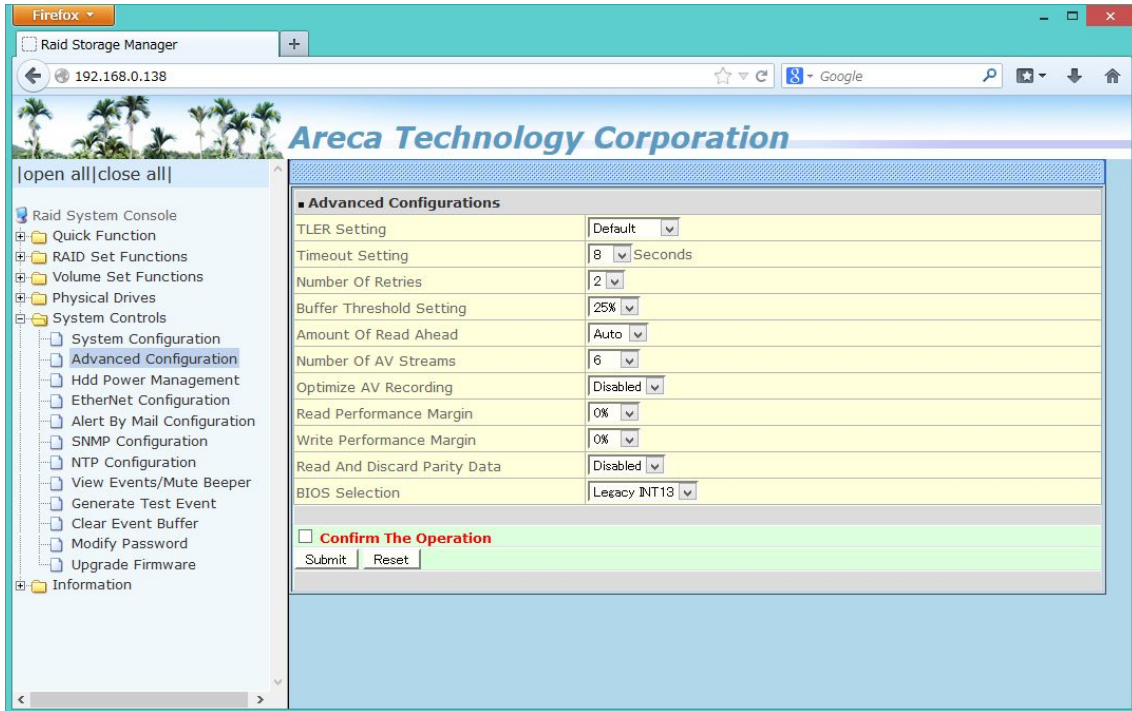 Firefox
Raid Storage Manager
192.168.0.138
Google
Areca Technology Corporation
|open all|close all|
Raid System Console
Quick Function
RAID Set Functions
Volume Set Functions
Physical Drives
System Controls
System Configuration
Advanced Configuration
Hdd Power Management
EtherNet Configuration
Alert By Mail Configuration
SNMP Configuration
NTP Configuration
View Events/Mute Beeper
Generate Test Event
Clear Event Buffer
Modify Password
Upgrade Firmware
Information
Advanced Configurations
TLER Setting Default
Timeout Setting 8 Seconds
Number Of Retries 2
Buffer Threshold Setting 25%
Amount Of Read Ahead Auto
Number Of AV Streams 6
Optimize AV Recording Disabled
Read Performance Margin 0%
Write Performance Margin 0%
Read And Discard Parity Data Disabled
BIOS Selection Legacy INT13
Confirm The Operation
Submit Reset